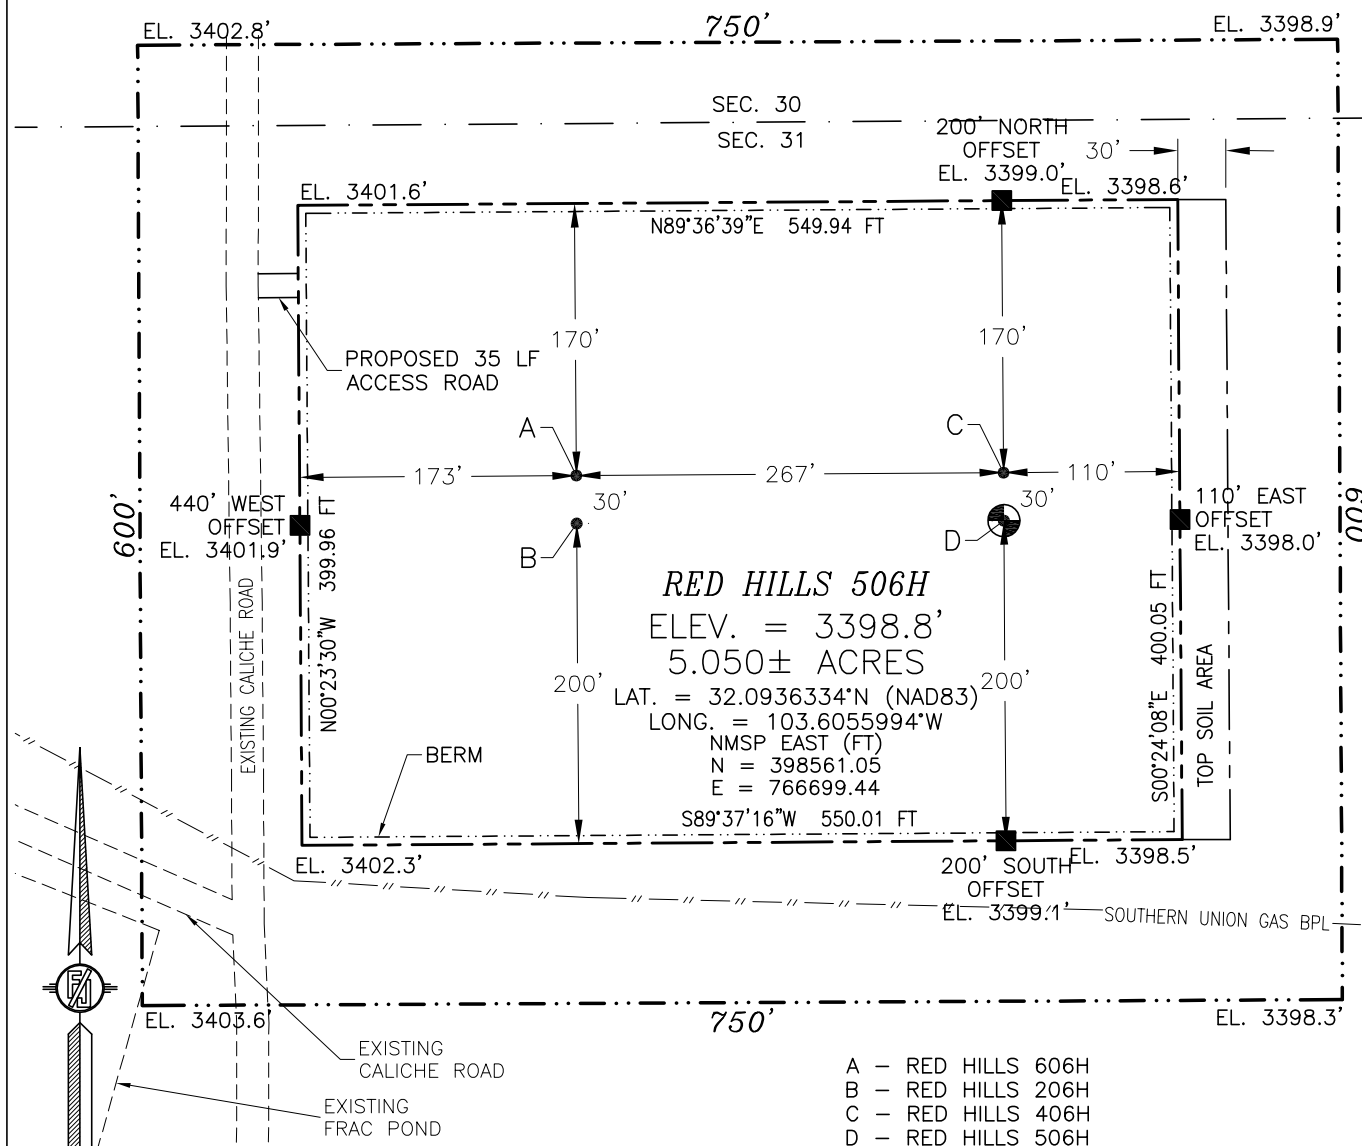 750'
EL. 3402.8'
EL. 3398.9'
SEC. 30
SEC. 31
200' NORTH
OFFSET
EL. 3399.0'
30'
EL. 3401.6'
EL. 3398.6'
N89°36'39"E 549.94 FT
170'
170'
PROPOSED 35 LF
ACCESS ROAD
A
C
173'
267'
110'
600'
440' WEST
OFFSET
EL. 3401.9'
30'
30'
110' EAST
OFFSET
EL. 3398.0'
600'
B
D
N00°23'30"W 399.96 FT
EXISTING CALICHE ROAD
RED HILLS 506H
ELEV. = 3398.8'
5.050± ACRES
LAT. = 32.0936334°N (NAD83)
LONG. = 103.6055994°W
NMSP EAST (FT)
N = 398561.05
E = 766699.44
200'
200'
S00°24'08"E 400.05 FT
TOP SOIL AREA
BERM
S89°37'16"W 550.01 FT
EL. 3402.3'
200' SOUTH
OFFSET
EL. 3399.1'
EL. 3398.5'
SOUTHERN UNION GAS BPL
EL. 3403.6'
750'
EL. 3398.3'
EXISTING
CALICHE ROAD
EXISTING
FRAC POND
A – RED HILLS 606H
B – RED HILLS 206H
C – RED HILLS 406H
D – RED HILLS 506H